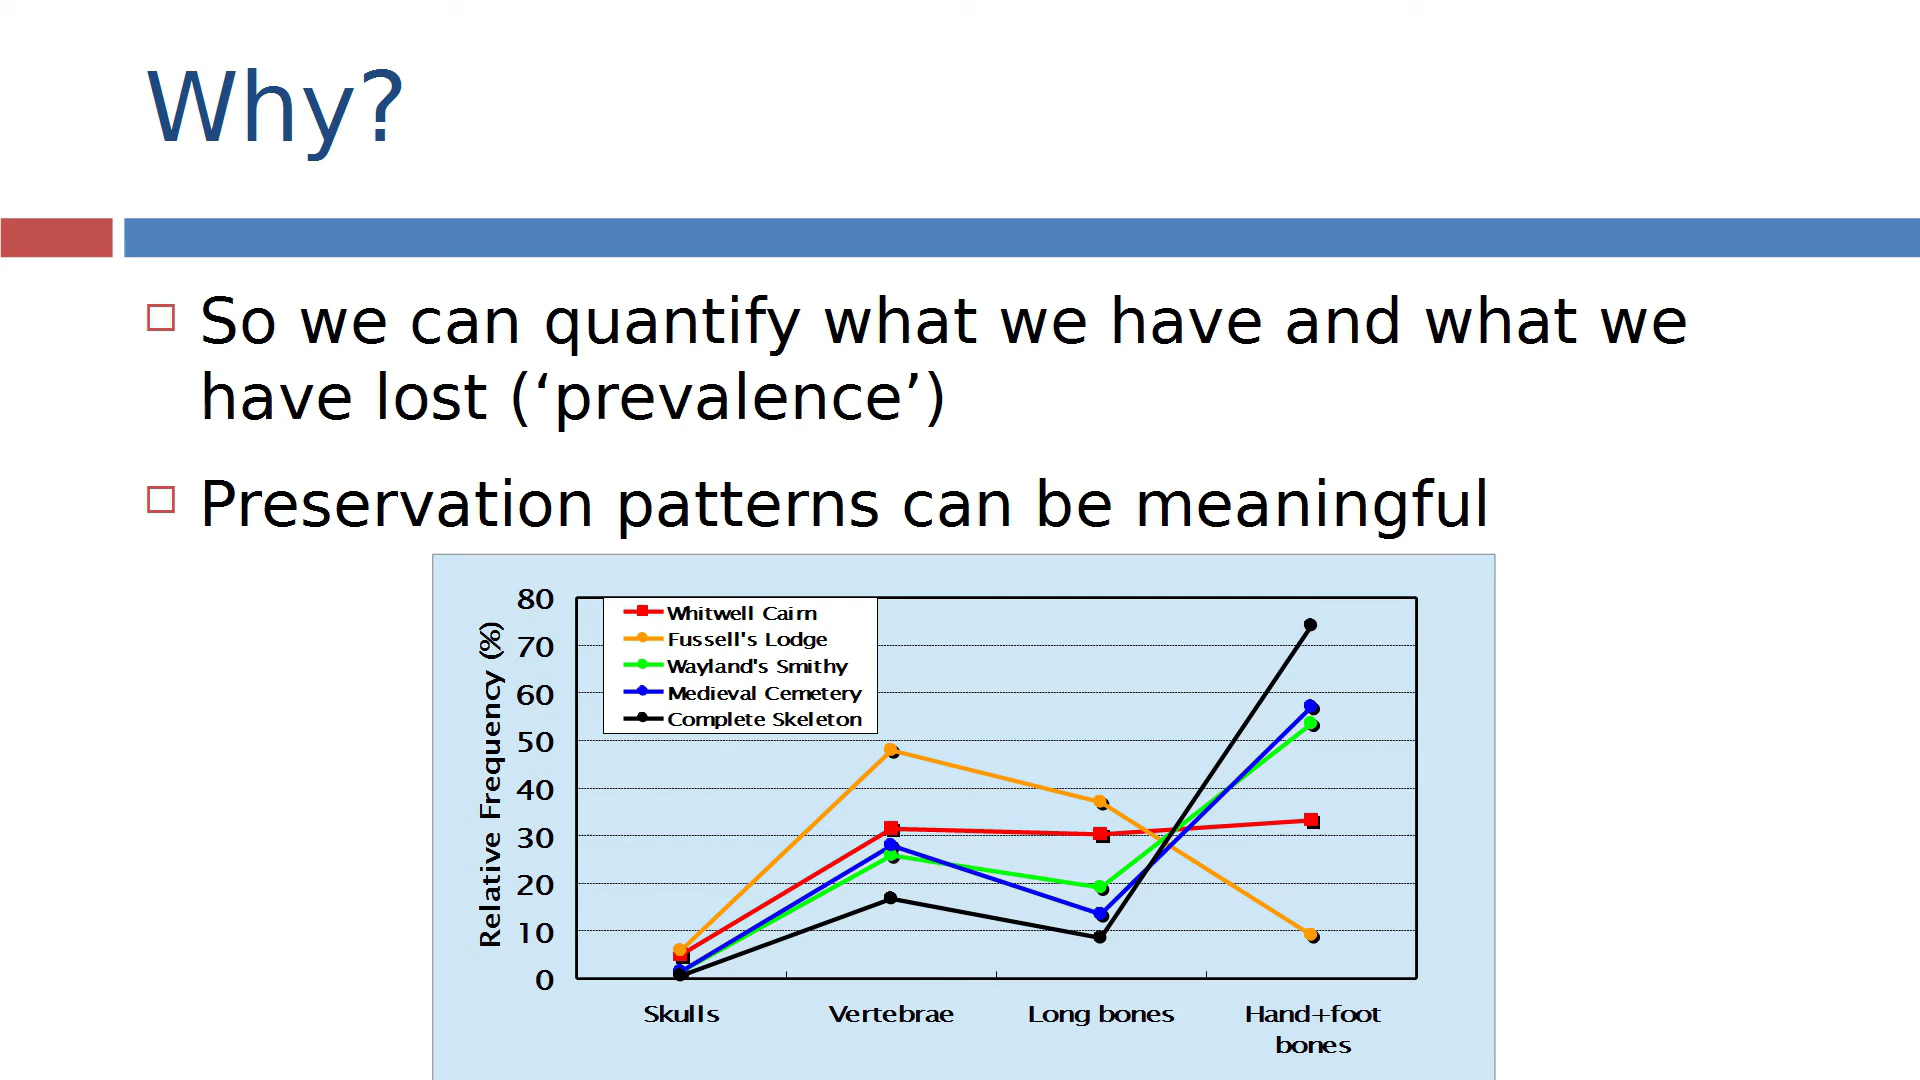 Why?
□ So we can quantify what we have and what we
have lost (‘prevalence’)
□ Preservation patterns can be meaningful
Relative Frequency (%)
80
70
60
50
40
30
20
10
0
Whitwell Cairn
Fussell's Lodge
Wayland's Smithy
Medieval Cemetery
Complete Skeleton
Skulls
Vertebrae
Long bones
Hand+foot
bones